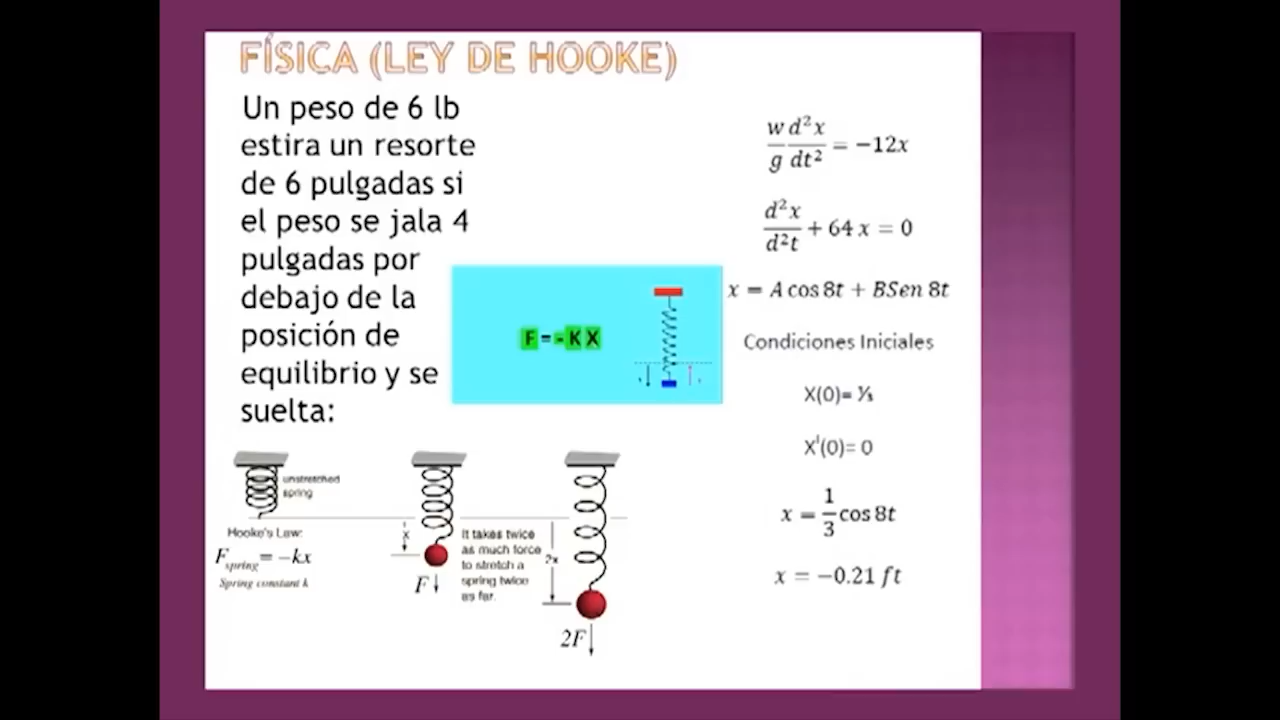 FÍSICA (LEY DE HOOKE)
Un peso de 6 lb
estira un resorte
de 6 pulgadas si
el peso se jala 4
pulgadas por
debajo de la
posición de
equilibrio y se
suelta:
F = - K X
w/g d²x/dt² = −12x
d²x/d²t + 64 x = 0
x = A cos 8t + BSen 8t
Condiciones Iniciales
X(0)= ⅓
X'(0)= 0
x = 1/3 cos 8t
x = −0.21 ft
unstretched
spring
Hooke's Law:
F spring = −kx
Spring constant k
x
F
It takes twice
as much force
to stretch a
spring twice
as far.
2x
2F